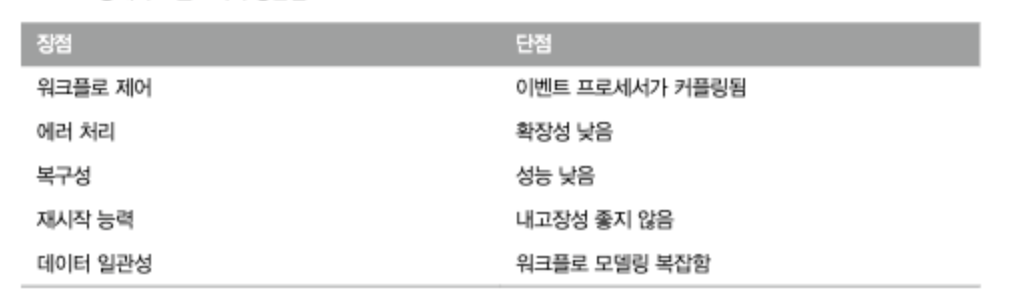 장점 단점
워크플로 제어 이벤트 프로세서가 커플링됨
에러 처리 확장성 낮음
복구성 성능 낮음
재시작 능력 내고장성 좋지 않음
데이터 일관성 워크플로 모델링 복잡함